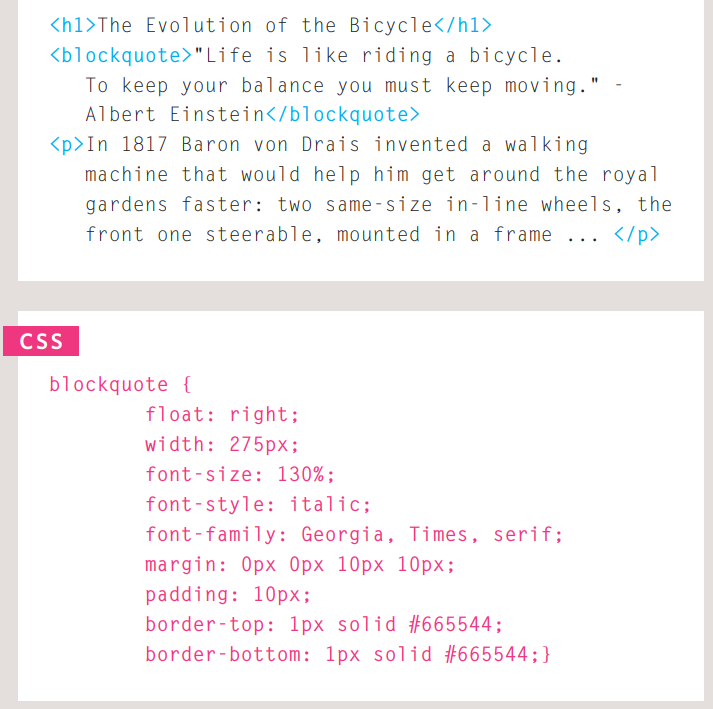 <h1>The Evolution of the Bicycle</h1>
<blockquote>"Life is like riding a bicycle.
To keep your balance you must keep moving." -
Albert Einstein</blockquote>
<p>In 1817 Baron von Drais invented a walking
machine that would help him get around the royal
gardens faster: two same-size in-line wheels, the
front one steerable, mounted in a frame ... </p>
CSS
blockquote {
float: right;
width: 275px;
font-size: 130%;
font-style: italic;
font-family: Georgia, Times, serif;
margin: 0px 0px 10px 10px;
padding: 10px;
border-top: 1px solid #665544;
border-bottom: 1px solid #665544;}